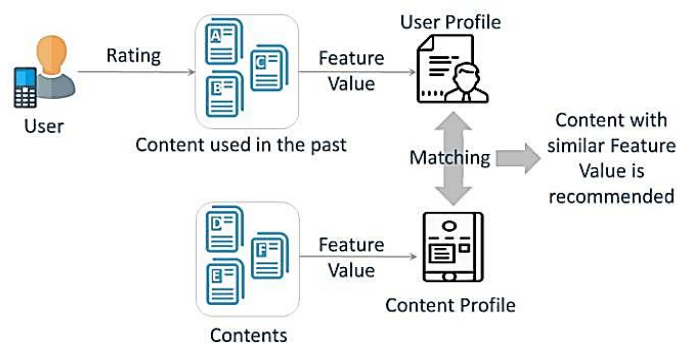 User Profile
Rating
Feature
Value
A
B
C
User
Content used in the past
Matching
Content with
similar Feature
Value is
recommended
D
E
F
Feature
Value
Content Profile
Contents